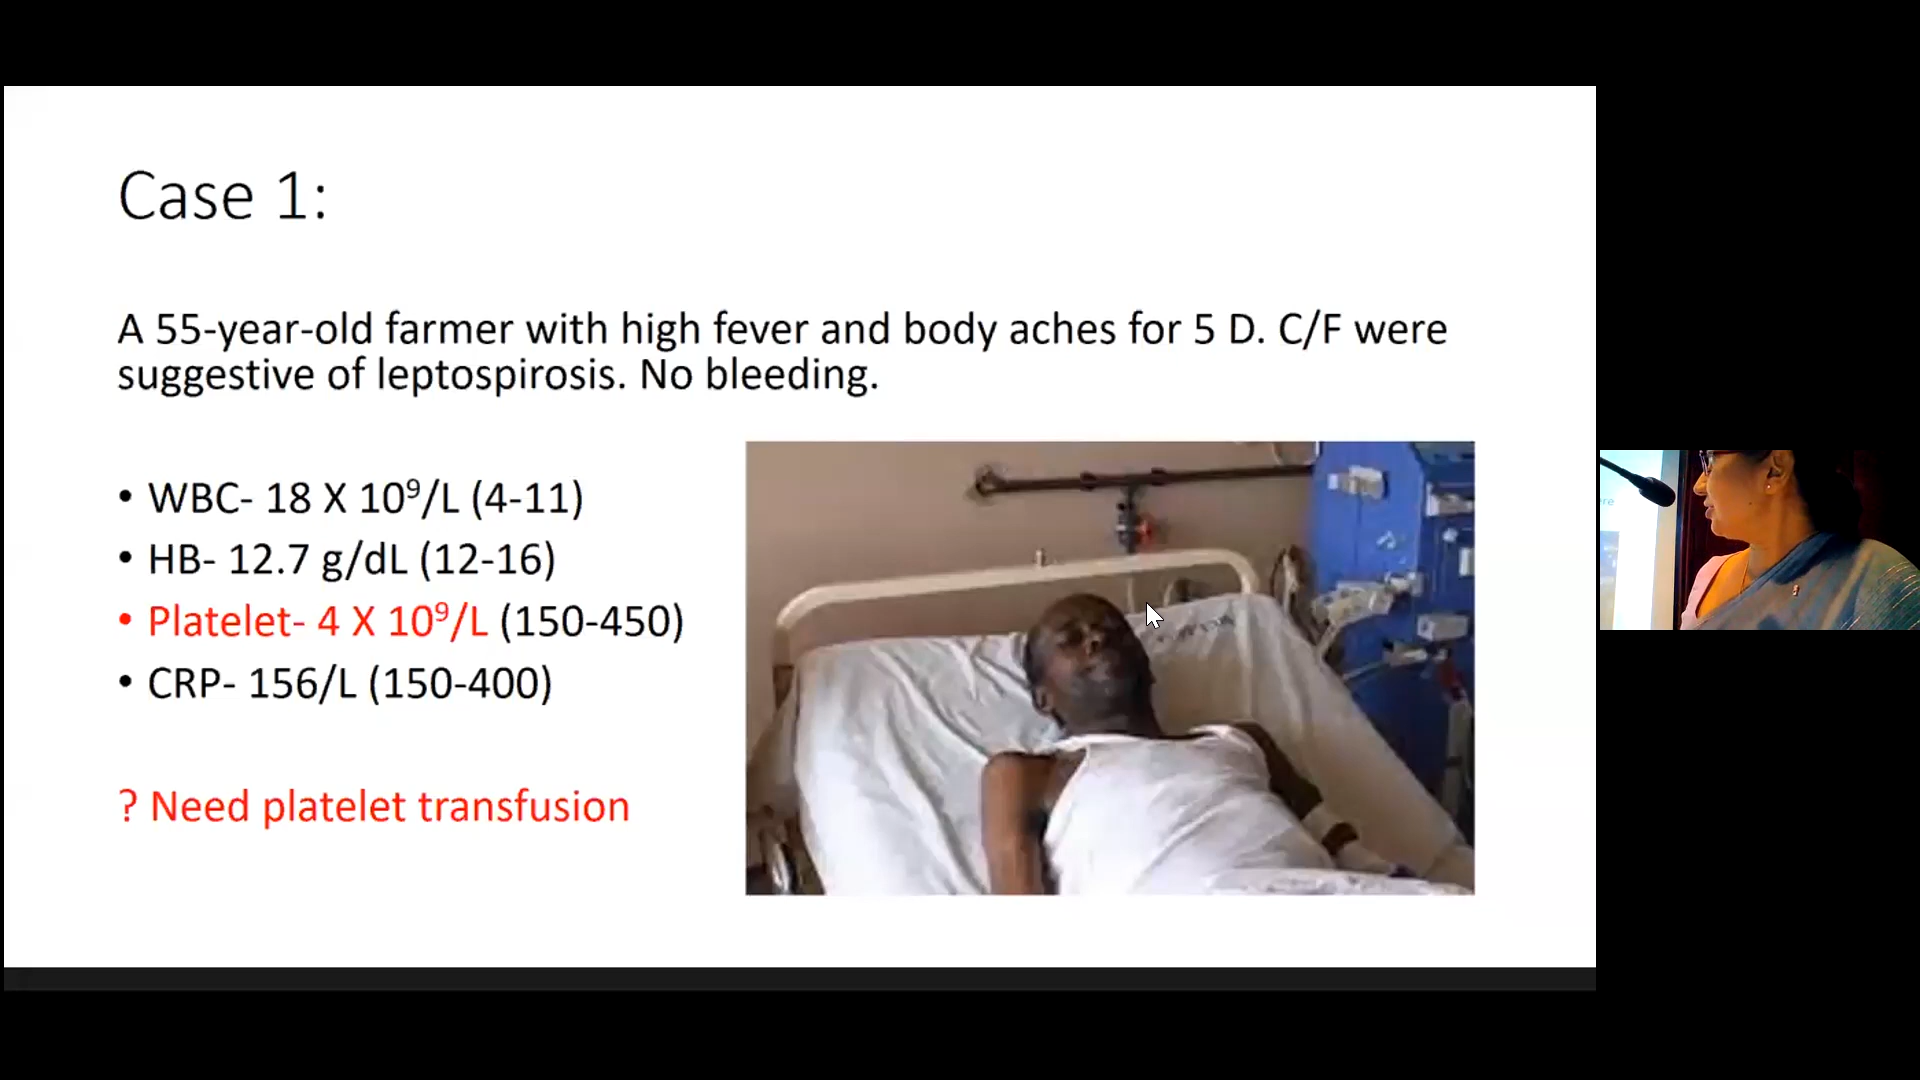 Case 1:
A 55-year-old farmer with high fever and body aches for 5 D. C/F were
suggestive of leptospirosis. No bleeding.
• WBC- 18 X 10⁹/L (4-11)
• HB- 12.7 g/dL (12-16)
• Platelet- 4 X 10⁹/L (150-450)
• CRP- 156/L (150-400)
? Need platelet transfusion